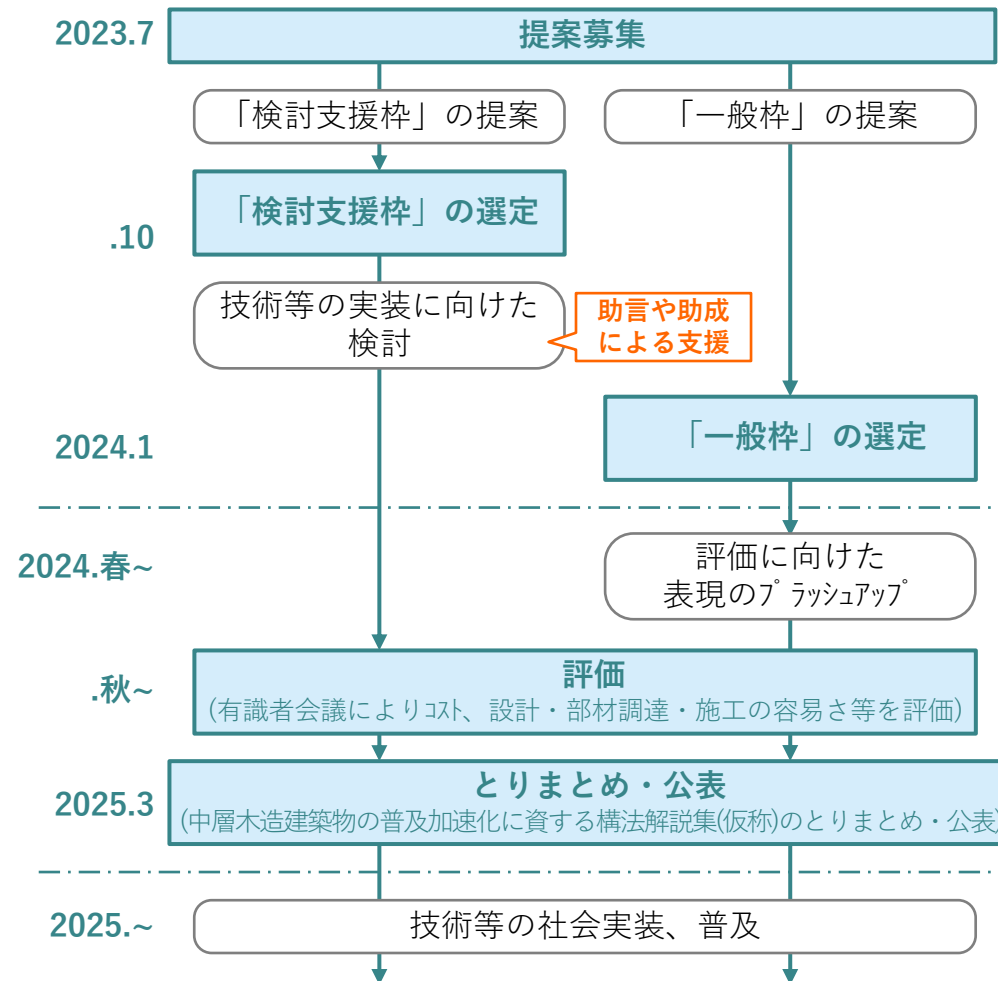 2023.7
提案募集
「検討支援枠」の提案
「一般枠」の提案
「検討支援枠」の選定
.10
技術等の実装に向けた
検討
助言や助成
による支援
「一般枠」の選定
2024.1
2024.春~
評価に向けた
表現のﾌﾟﾗｯｼｭｱｯﾌﾟ
.秋~
評価
(有識者会議によりｺｽﾄ、設計・部材調達・施工の容易さ等を評価)
2025.3
とりまとめ・公表
(中層木造建築物の普及加速化に資する構法解説集(仮称)のとりまとめ・公表)
2025.~
技術等の社会実装、普及